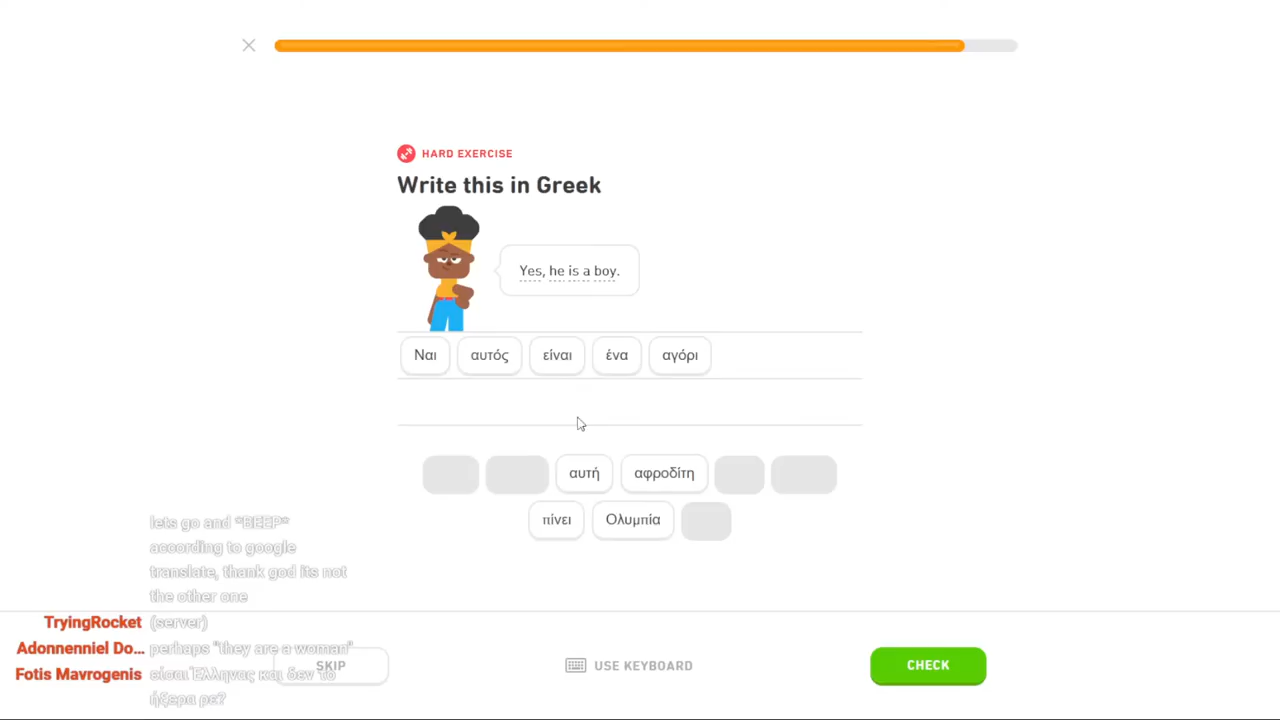 HARD EXERCISE
Write this in Greek
Yes, he is a boy.
Ναι αυτός είναι ένα αγόρι
αυτή αφροδίτη
πίνει Ολυμπία
lets go and *BEEP*
according to google
translate, thank god its not
the other one
TryingRocket (server)
Adonnenniel Do... perhaps "they are a woman"
Fotis Mavrogenis είσαι Έλληνας και δεν το
ήξερα ρε?
SKIP
USE KEYBOARD
CHECK